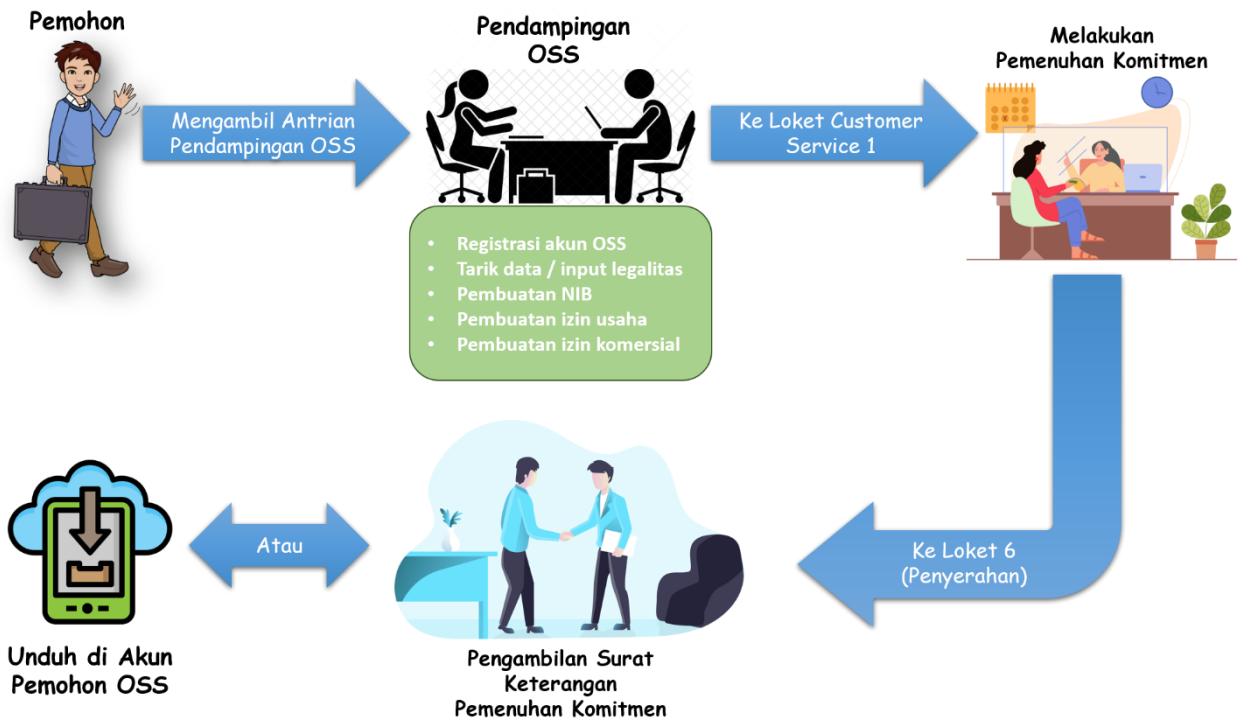 Pemohon
Mengambil Antrian
Pendampingan OSS
Pendampingan
OSS
• Registrasi akun OSS
• Tarik data / input legalitas
• Pembuatan NIB
• Pembuatan izin usaha
• Pembuatan izin komersial
Ke Loket Customer
Service 1
Melakukan
Pemenuhan Komitmen
Ke Loket 6
(Penyerahan)
Pengambilan Surat
Keterangan
Pemenuhan Komitmen
Atau
Unduh di Akun
Pemohon OSS